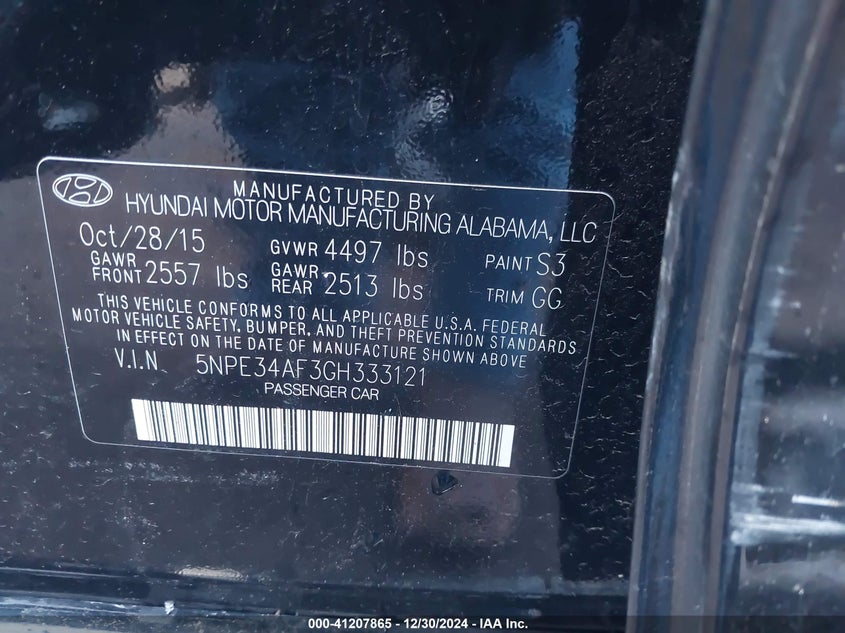 MANUFACTURED BY
HYUNDAI MOTOR MANUFACTURING ALABAMA, LLC
Oct/28/15 GVWR 4497 lbs PAINT S3
GAWR FRONT 2557 lbs GAWR REAR 2513 lbs TRIM GG
THIS VEHICLE CONFORMS TO ALL APPLICABLE U.S.A. FEDERAL
MOTOR VEHICLE SAFETY, BUMPER, AND THEFT PREVENTION STANDARDS
IN EFFECT ON THE DATE OF MANUFACTURE SHOWN ABOVE
V.I.N 5NPE34AF3GH333121
PASSENGER CAR
000-41207865 - 12/30/2024 - IAA Inc.